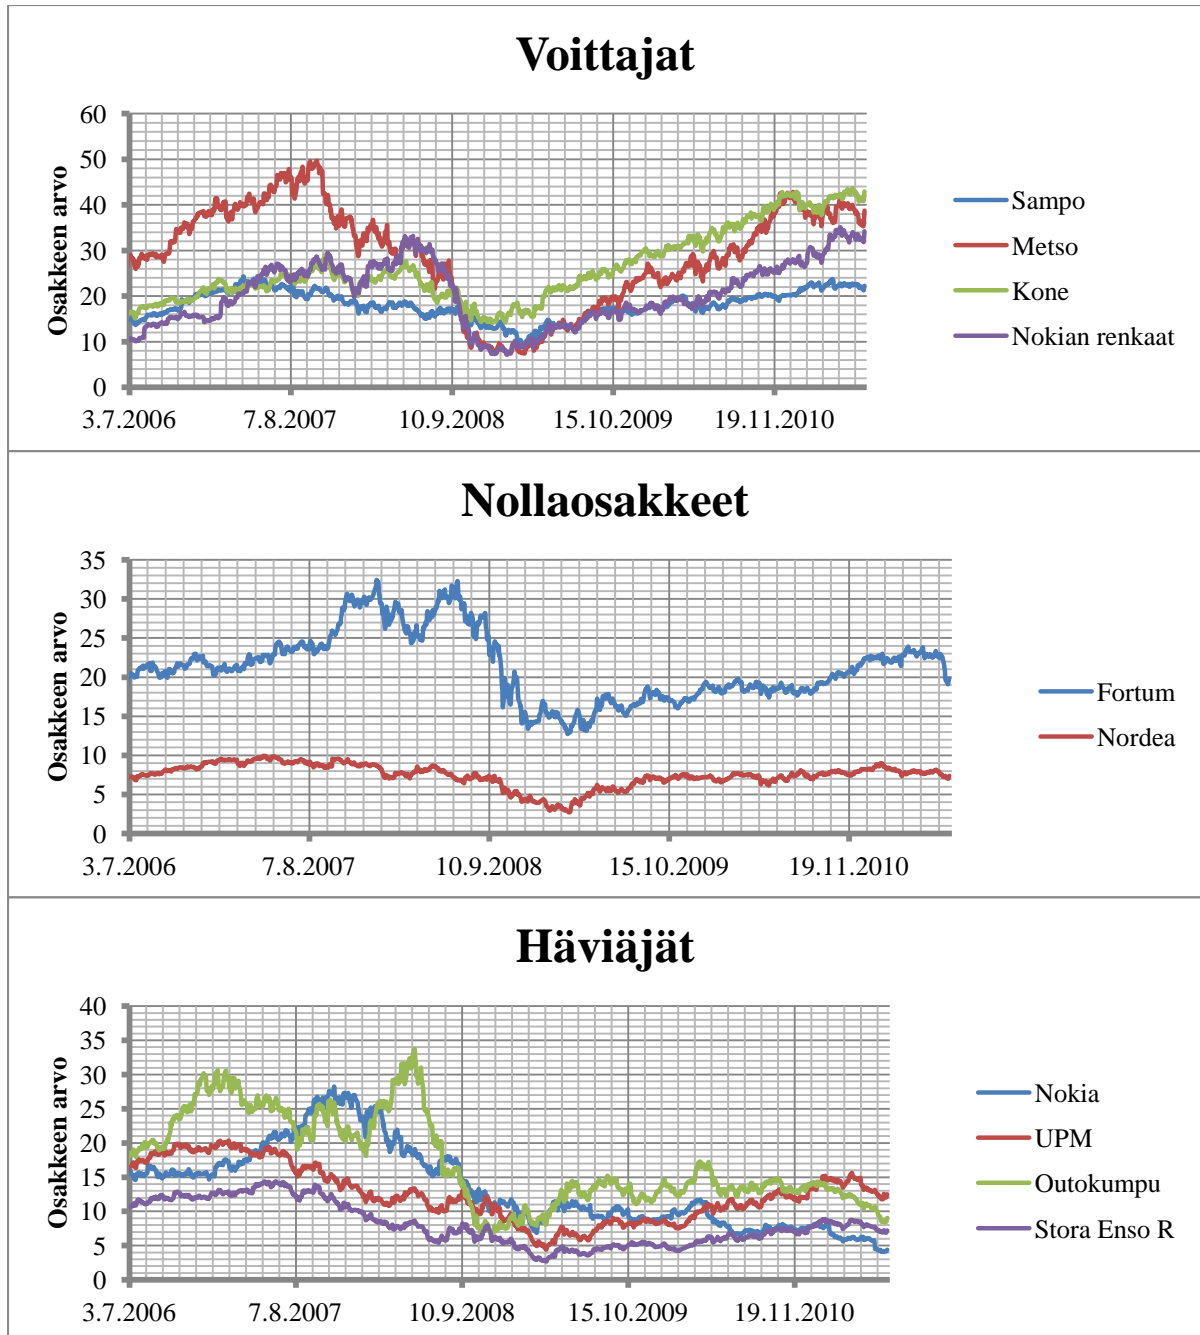 Voittajat
Osakkeen arvo
60
50
40
30
20
10
0
3.7.2006 7.8.2007 10.9.2008 15.10.2009 19.11.2010
Sampo
Metso
Kone
Nokian renkaat
Nollaosakkeet
Osakkeen arvo
35
30
25
20
15
10
5
0
3.7.2006 7.8.2007 10.9.2008 15.10.2009 19.11.2010
Fortum
Nordea
Häviäjät
Osakkeen arvo
40
35
30
25
20
15
10
5
0
3.7.2006 7.8.2007 10.9.2008 15.10.2009 19.11.2010
Nokia
UPM
Outokumpu
Stora Enso R